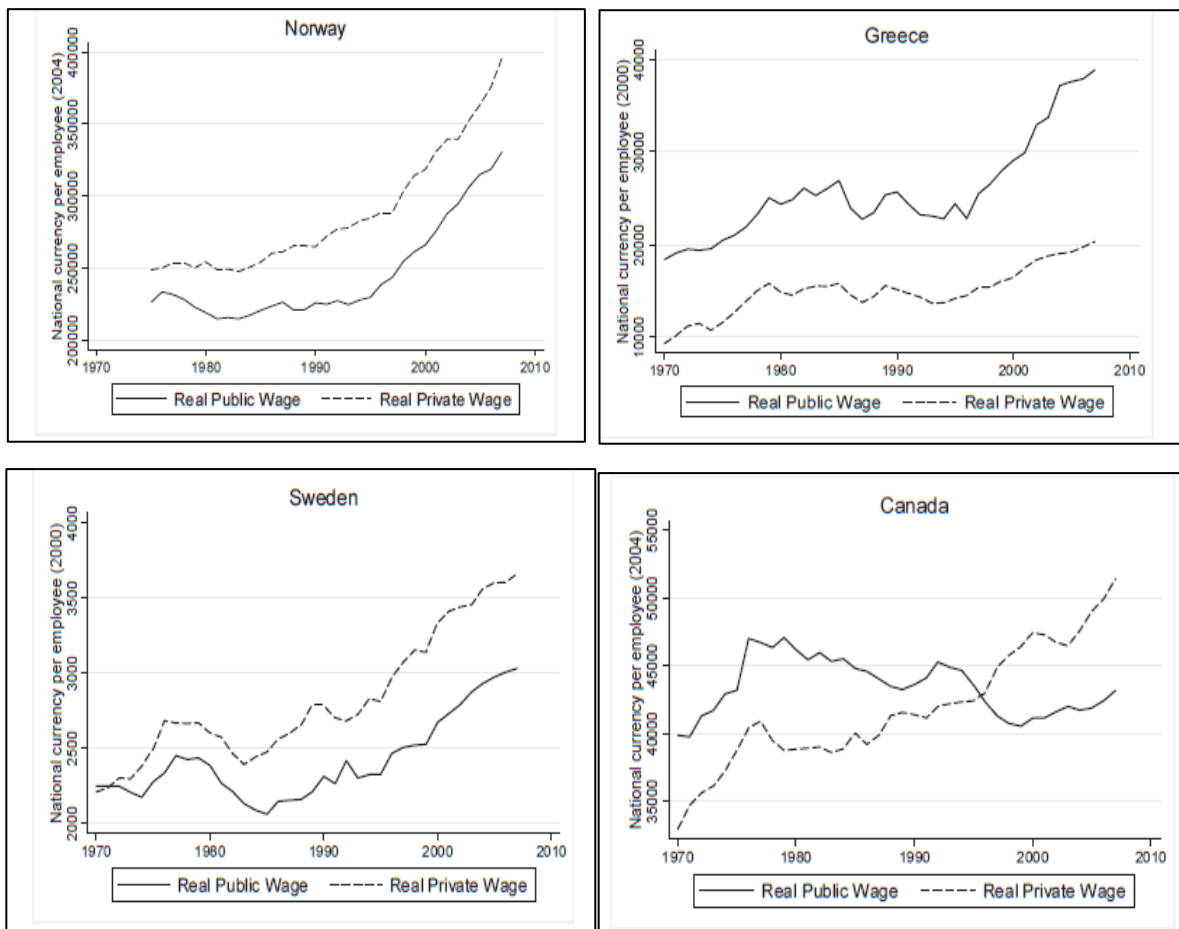 Norway
National currency per employee (2004)
400000
350000
300000
250000
200000
1970
1980
1990
2000
2010
Real Public Wage
Real Private Wage
Greece
National currency per employee (2000)
40000
30000
20000
10000
1970
1980
1990
2000
2010
Real Public Wage
Real Private Wage
Sweden
National currency per employee (2000)
4000
3500
3000
2500
2000
1970
1980
1990
2000
2010
Real Public Wage
Real Private Wage
Canada
National currency per employee (2004)
55000
50000
45000
40000
35000
1970
1980
1990
2000
2010
Real Public Wage
Real Private Wage